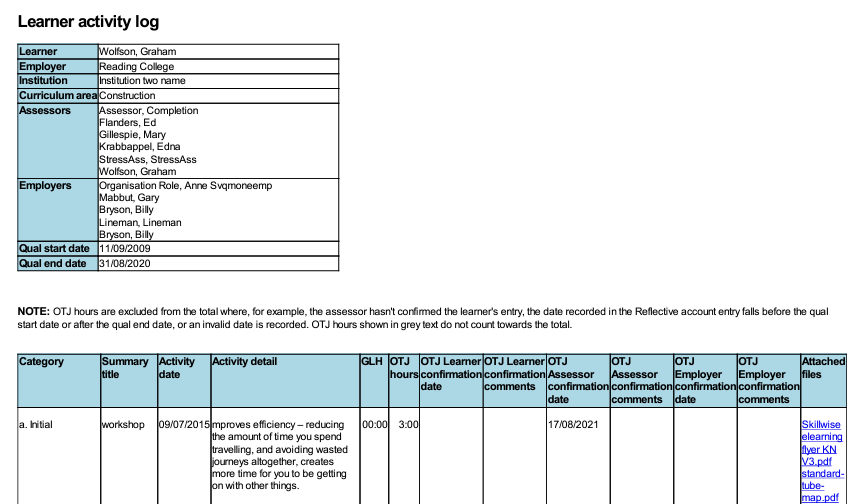 Learner activity log
Learner Wolfson, Graham
Employer Reading College
Institution Institution two name
Curriculum area Construction
Assessors Assessor, Completion
Flanders, Ed
Gillespie, Mary
Krabbappel, Edna
StressAss, StressAss
Wolfson, Graham
Employers Organisation Role, Anne Svqmoneemp
Mabbut, Gary
Bryson, Billy
Lineman, Lineman
Bryson, Billy
Qual start date 11/09/2009
Qual end date 31/08/2020
NOTE: OTJ hours are excluded from the total where, for example, the assessor hasn't confirmed the learner's entry, the date recorded in the Reflective account entry falls before the qual
start date or after the qual end date, or an invalid date is recorded. OTJ hours shown in grey text do not count towards the total.
Category Summary Activity Activity detail GLH OTJ OTJ Learner OTJ Learner OTJ OTJ OTJ OTJ Attached
title date hours confirmation confirmation Assessor Assessor Employer Employer files
date comments confirmation confirmation confirmation confirmation
date comments date comments
a. Initial workshop 09/07/2015 mproves efficiency – reducing 00:00 3:00 17/08/2021 Skillwise
the amount of time you spend elearning
travelling, and avoiding wasted flyer KN
journeys altogether, creates V3.pdf
more time for you to be getting standard-
on with other things. tube-
map.pdf